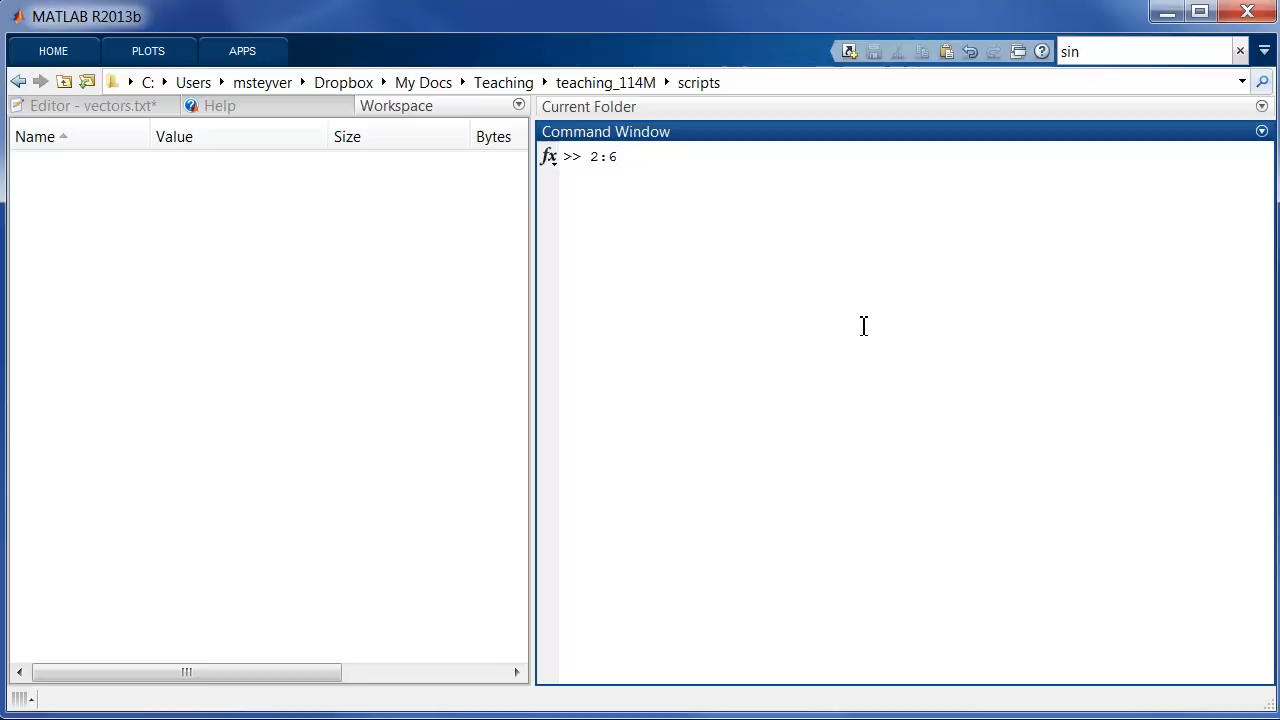 MATLAB R2013b
HOME PLOTS APPS sin
C: Users msteyver Dropbox My Docs Teaching teaching_114M scripts
Editor - vectors.txt* Help Workspace Current Folder
Name Value Size Bytes Command Window
fx >> 2:6